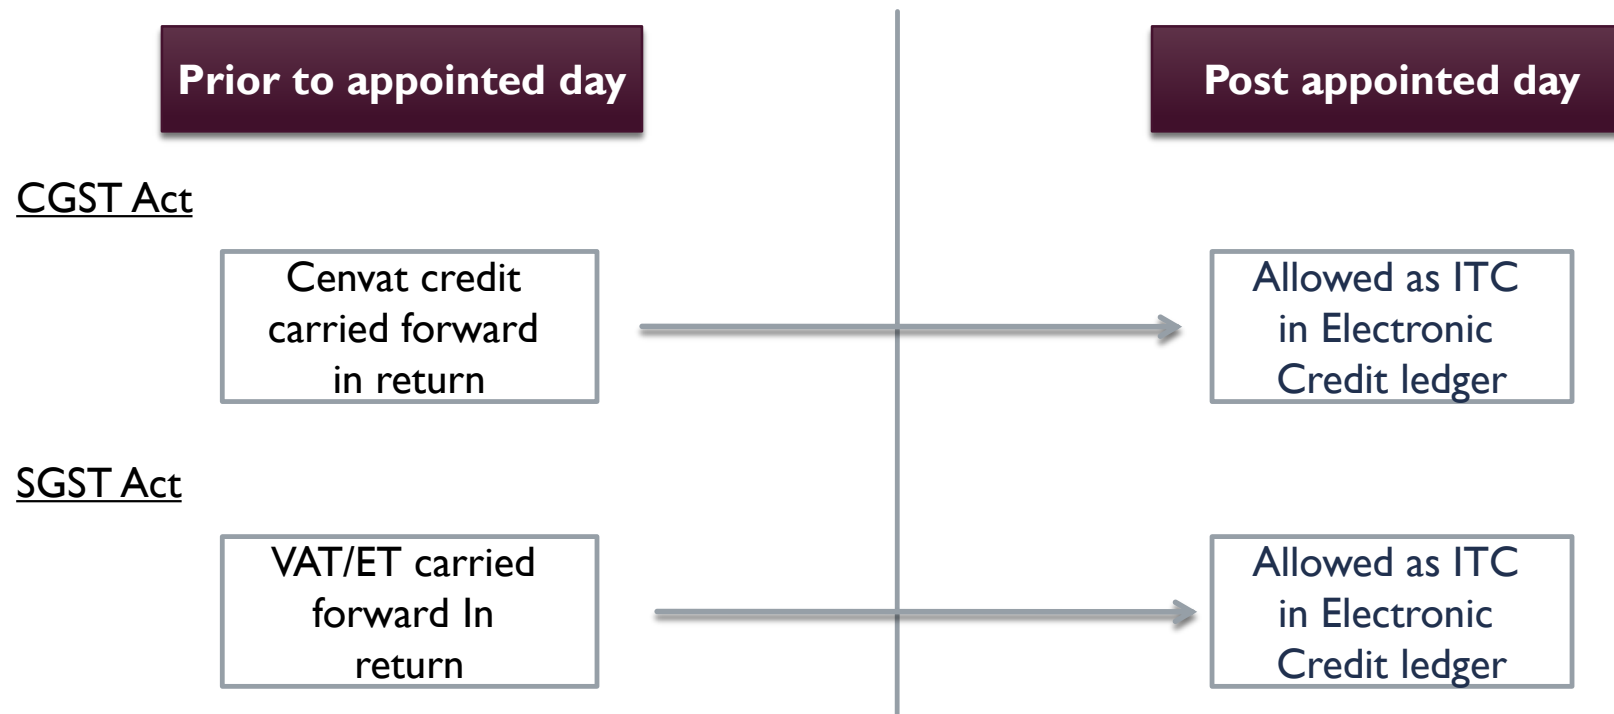 Prior to appointed day
Post appointed day
CGST Act
Cenvat credit
carried forward
in return
Allowed as ITC
in Electronic
Credit ledger
SGST Act
VAT/ET carried
forward In
return
Allowed as ITC
in Electronic
Credit ledger